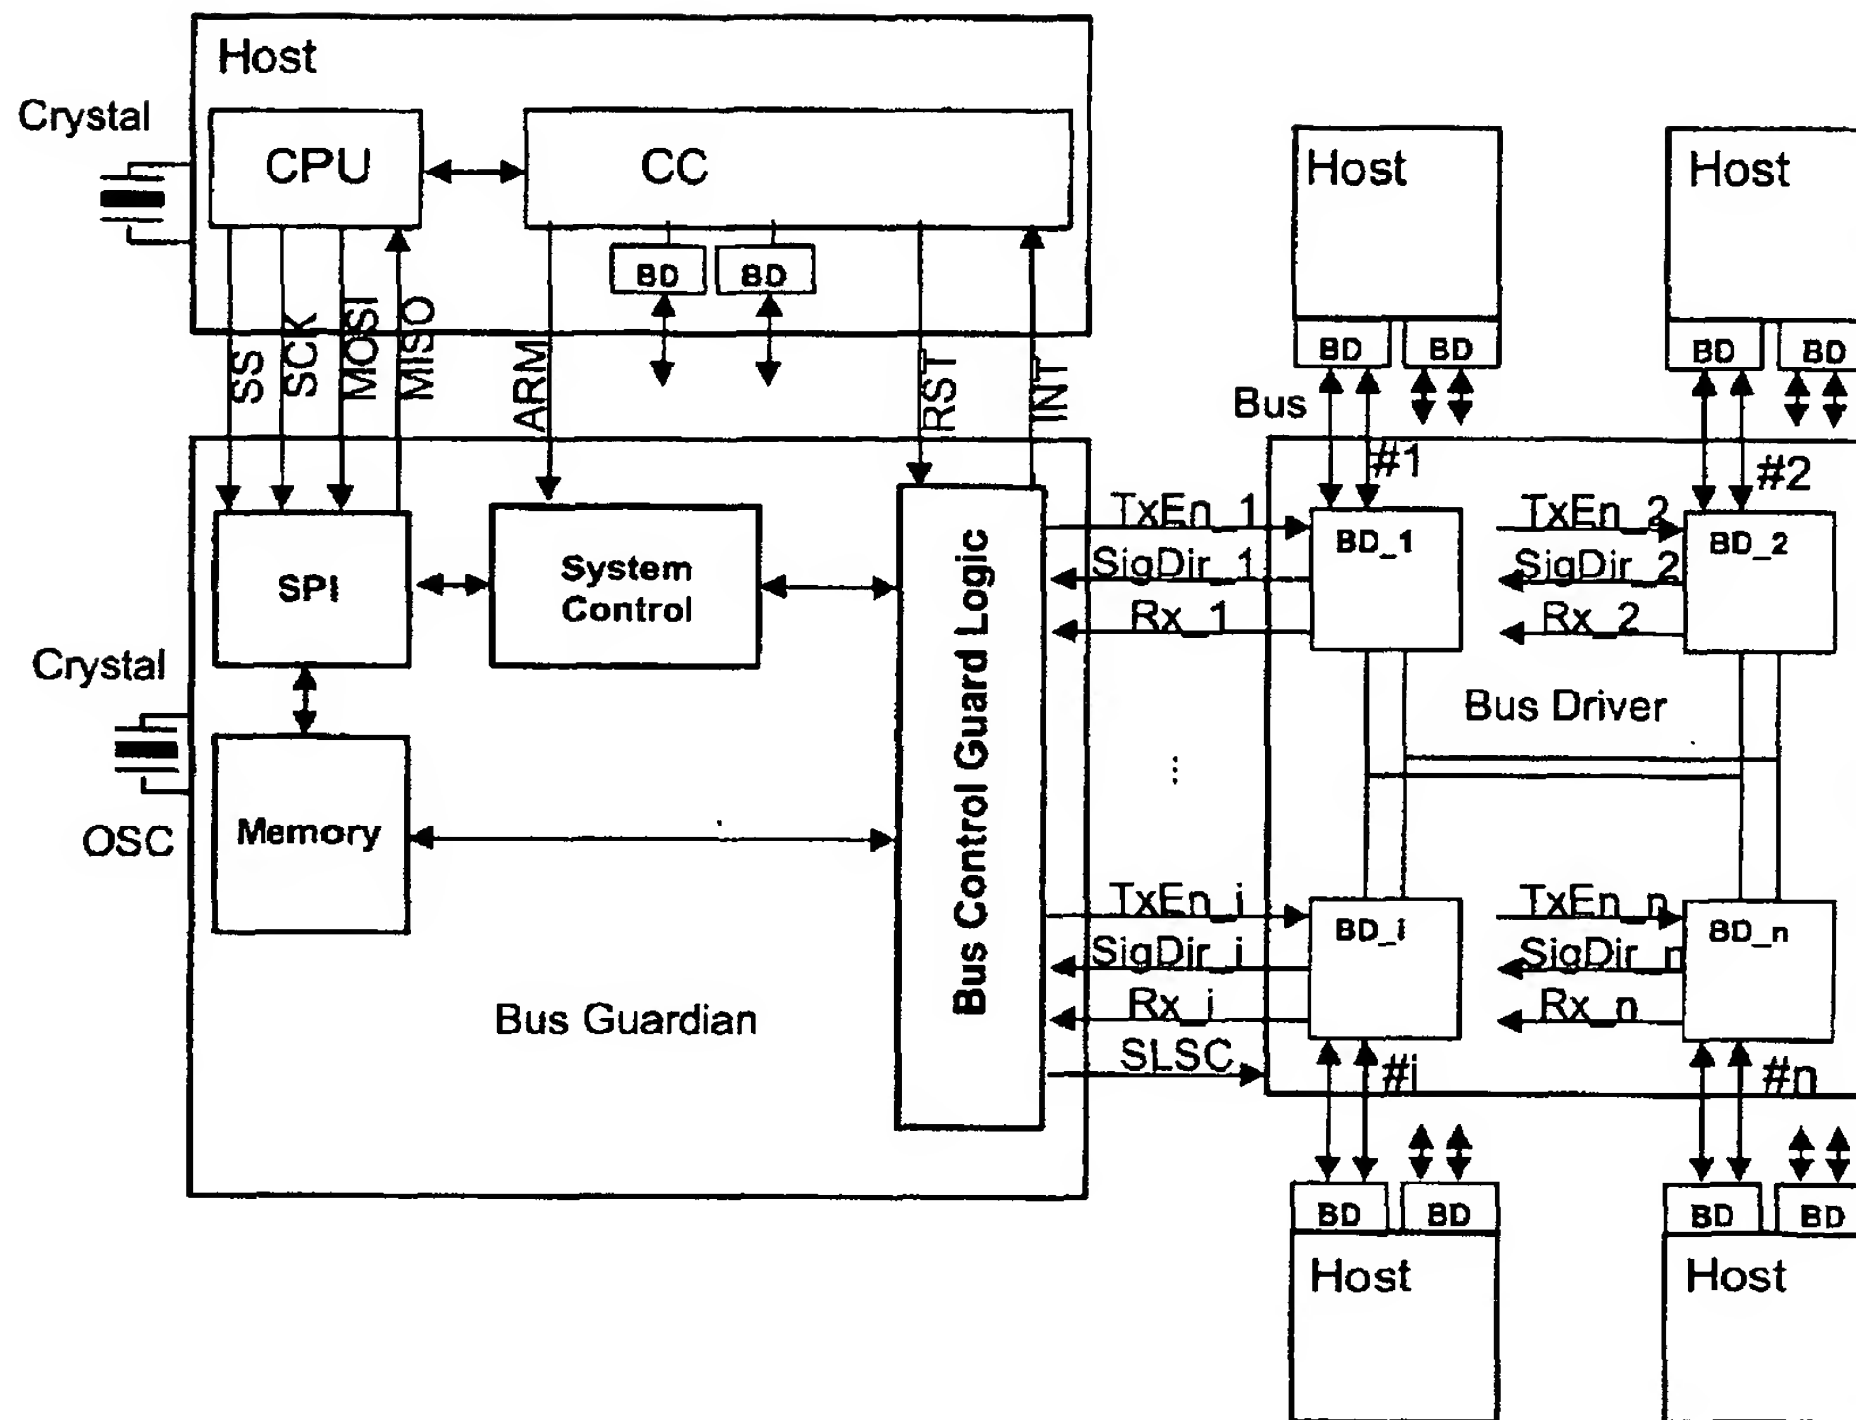 Host
Crystal
CPU
CC
BD
BD
SS
SCK
MOSI
MISO
ARM
RST
INT
Host
Host
BD
BD
BD
BD
Bus
#1
#2
SPI
System
Control
Bus Control Guard Logic
TxEn_1
SigDir_1
Rx_1
BD_1
TxEn_2
SigDir_2
Rx_2
BD_2
Crystal
OSC
Memory
Bus Driver
...
Bus Guardian
TxEn_i
SigDir_i
Rx_i
SLSC
BD_i
TxEn_n
SigDir_n
Rx_n
BD_n
#i
#n
BD
BD
BD
BD
Host
Host